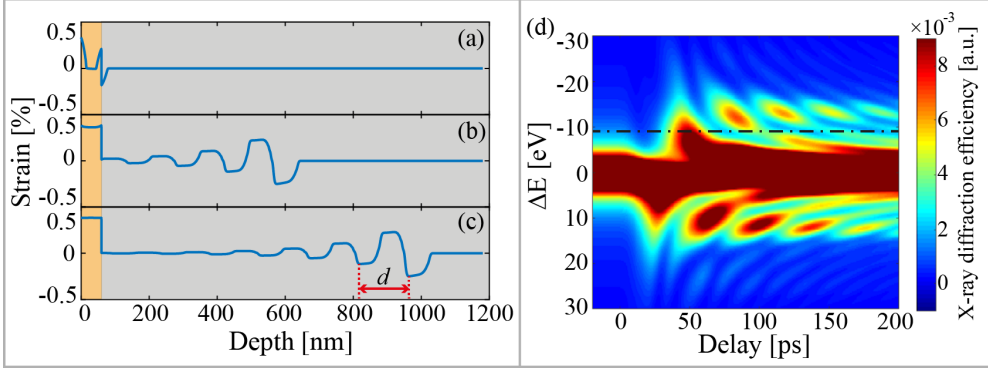 (a)
0.5
0
-0.5
(b)
0.5
0
-0.5
(c)
0.5
0
-0.5
d
Strain [%]
0 200 400 600 800 1000 1200
Depth [nm]
(d)
-30
-20
-10
0
10
20
30
ΔE [eV]
0 50 100 150 200
Delay [ps]
×10⁻³
8
6
4
2
0
X-ray diffraction efficiency [a.u.]